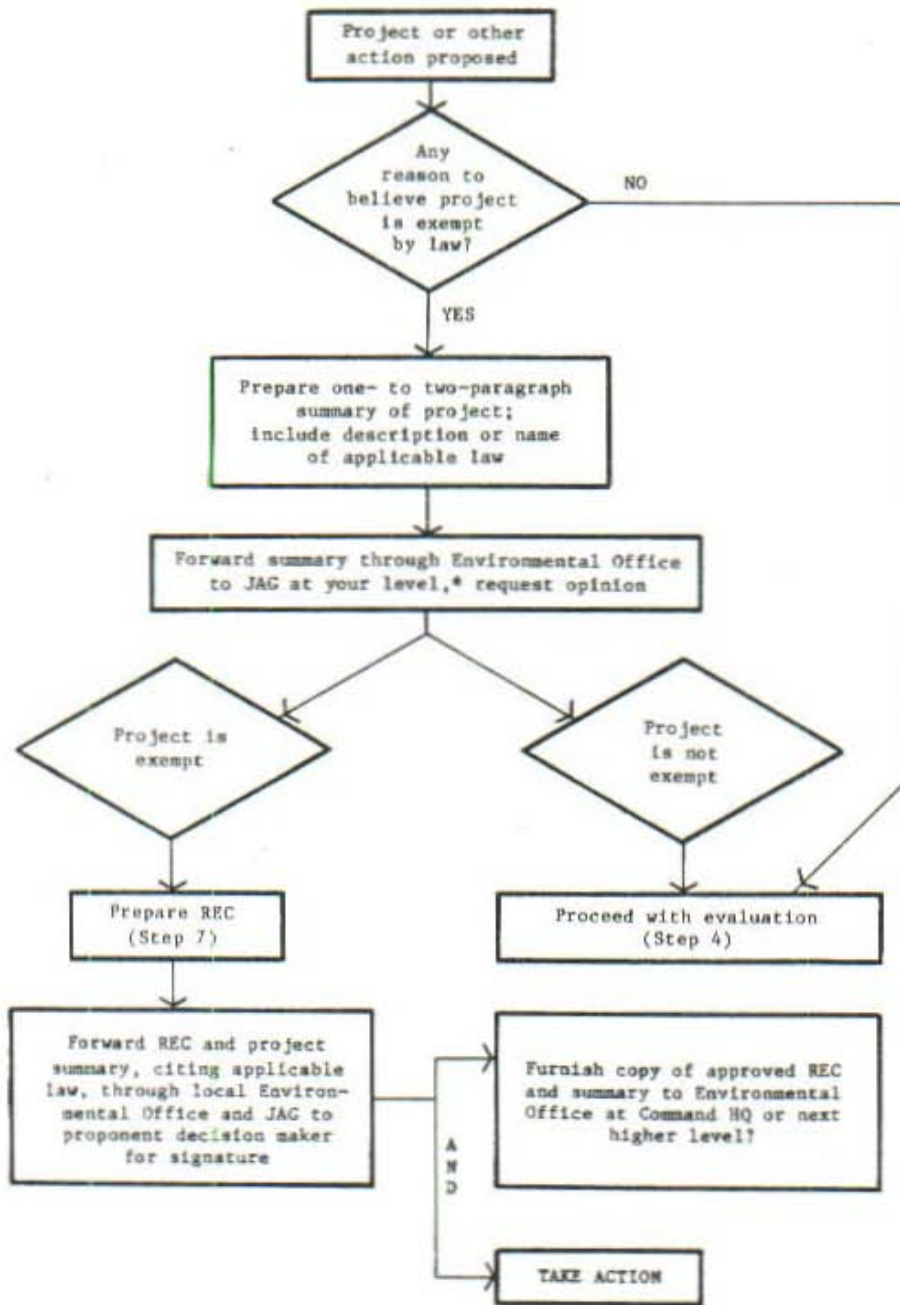 Project or other
action proposed
Any
reason to
believe project
is exempt
by law?
NO
YES
Prepare one- to two-paragraph
summary of project;
include description or name
of applicable law
Forward summary through Environmental Office
to JAG at your level,* request opinion
Project is
exempt
Project
is not
exempt
Prepare REC
(Step 7)
Proceed with evaluation
(Step 4)
Forward REC and project
summary, citing applicable
law, through local Environ-
mental Office and JAG to
proponent decision maker
for signature
A
N
D
Furnish copy of approved REC
and summary to Environmental
Office at Command HQ or next
higher level?
TAKE ACTION